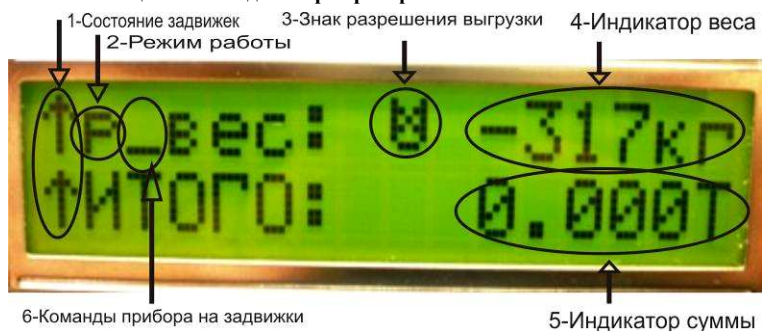 1-Состояние задвижек
3-Знак разрешения выгрузки
4-Индикатор веса
2-Режим работы
↑P_вес: -317кг
↑ИТОГО: 0.000Т
6-Команды прибора на задвижки
5-Индикатор суммы